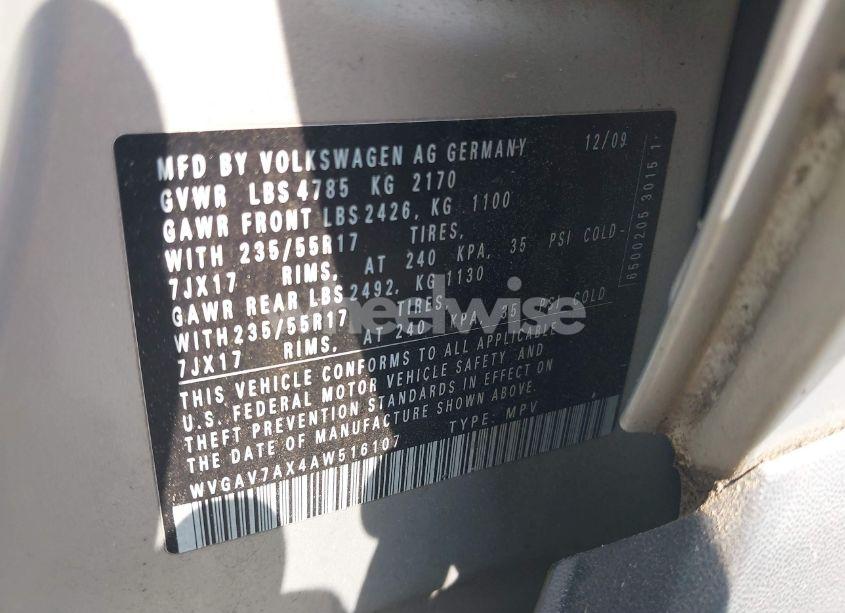 MFD BY VOLKSWAGEN AG GERMANY 12/09
GVWR LBS 4785 KG 2170
GAWR FRONT LBS 2426, KG 1100
WITH 235/55R17 TIRES,
7JX17 RIMS, AT 240 KPA, 35 PSI COLD-
GAWR REAR LBS 2492, KG 1130
WITH 235/55R17 TIRES,
7JX17 RIMS, AT 240 KPA, 35 PSI COLD
THIS VEHICLE CONFORMS TO ALL APPLICABLE
U.S. FEDERAL MOTOR VEHICLE SAFETY AND
THEFT PREVENTION STANDARDS IN EFFECT ON
THE DATE OF MANUFACTURE SHOWN ABOVE.
WVGAV7AX4AW516107 TYPE: MPV
6500205 30151
wheelwise